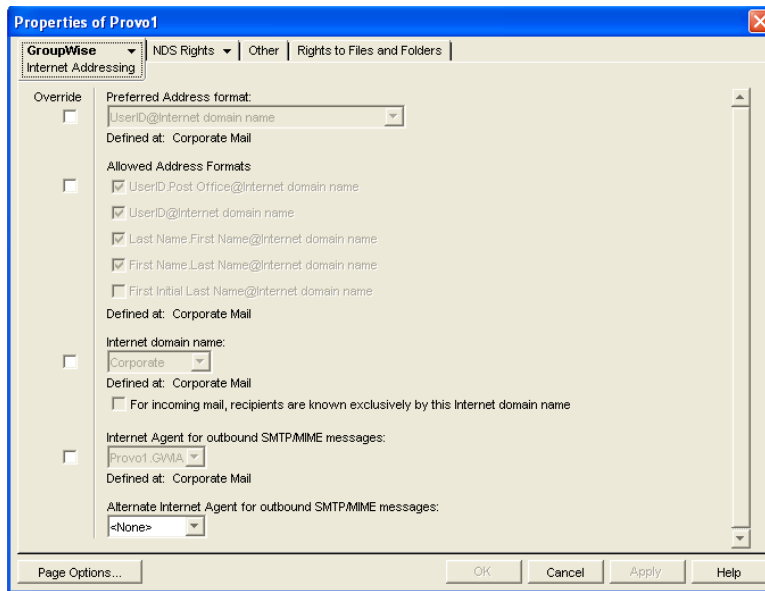 Properties of Provo1
GroupWise NDS Rights Other Rights to Files and Folders
Internet Addressing
Override Preferred Address format:
UserID@Internet domain name
Defined at: Corporate Mail
Allowed Address Formats
UserID.Post Office@Internet domain name
UserID@Internet domain name
Last Name.First Name@Internet domain name
First Name.Last Name@Internet domain name
First Initial Last Name@Internet domain name
Defined at: Corporate Mail
Internet domain name:
Corporate
Defined at: Corporate Mail
For incoming mail, recipients are known exclusively by this Internet domain name
Internet Agent for outbound SMTP/MIME messages:
Provo1.GWIA
Defined at: Corporate Mail
Alternate Internet Agent for outbound SMTP/MIME messages:
<None>
Page Options... OK Cancel Apply Help